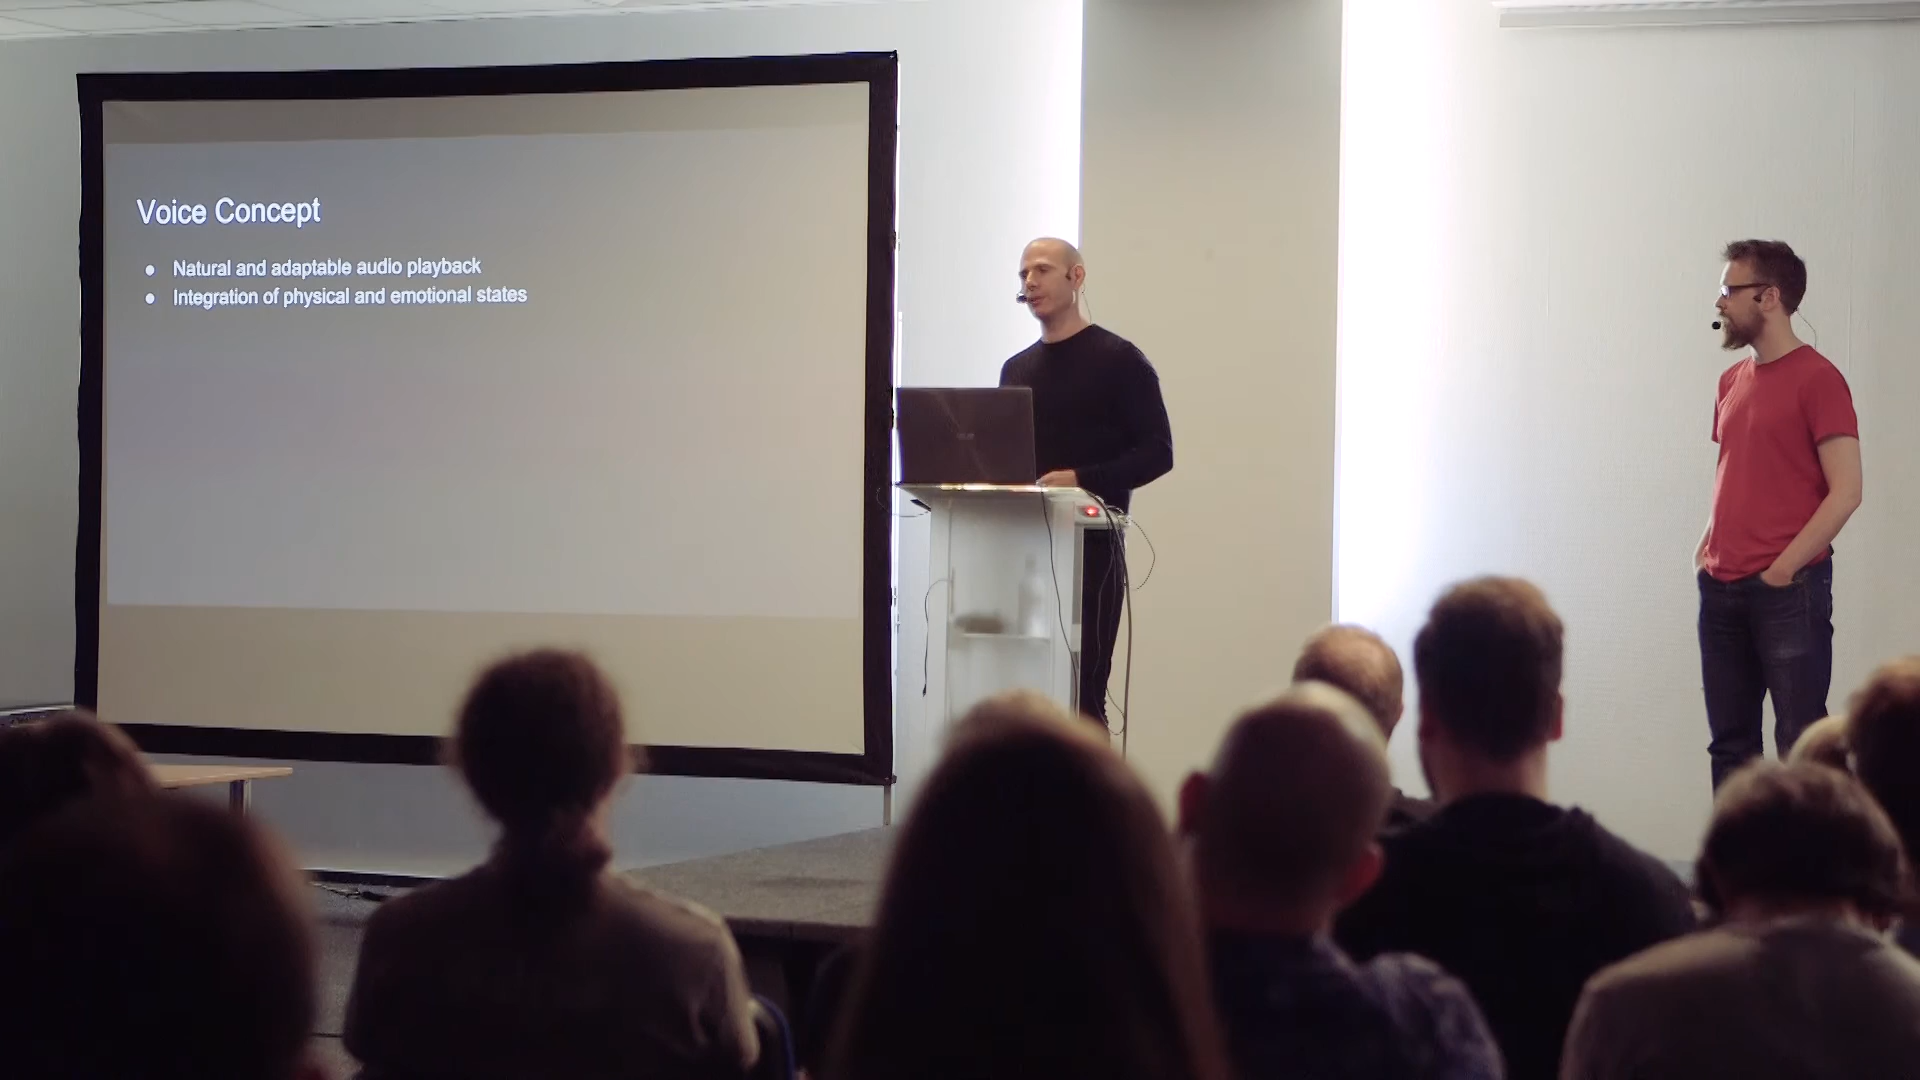 Voice Concept
● Natural and adaptable audio playback
● Integration of physical and emotional states